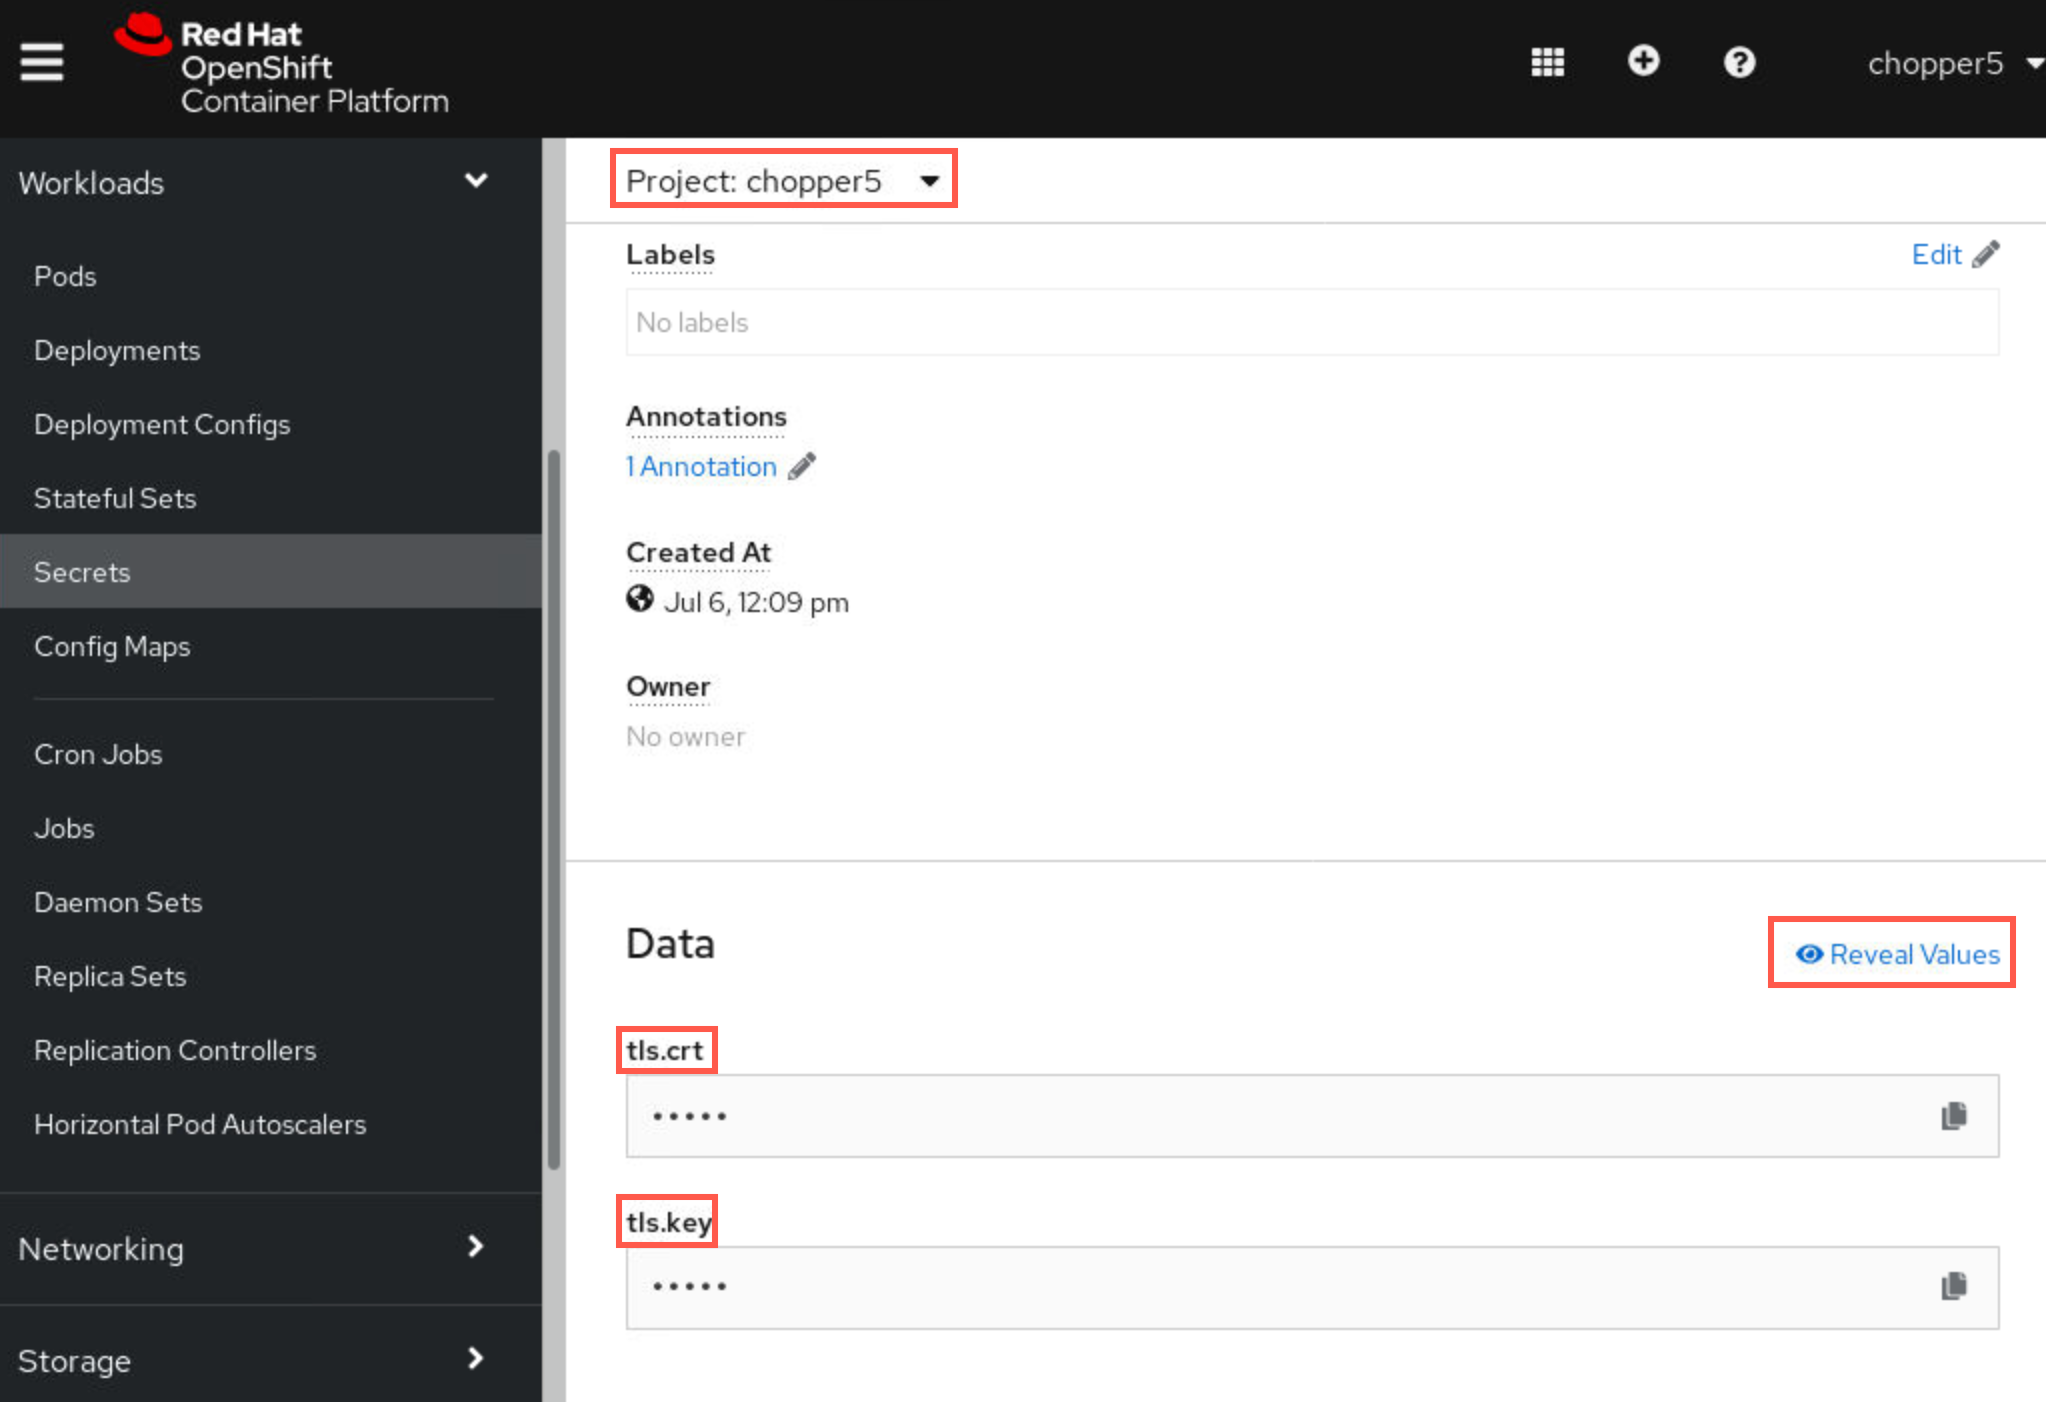 Red Hat
OpenShift
Container Platform
chopper5
Workloads
Pods
Deployments
Deployment Configs
Stateful Sets
Secrets
Config Maps
Cron Jobs
Jobs
Daemon Sets
Replica Sets
Replication Controllers
Horizontal Pod Autoscalers
Networking
Storage
Project: chopper5
Labels
Edit
No labels
Annotations
1 Annotation
Created At
Jul 6, 12:09 pm
Owner
No owner
Data
Reveal Values
tls.crt
•••••
tls.key
•••••